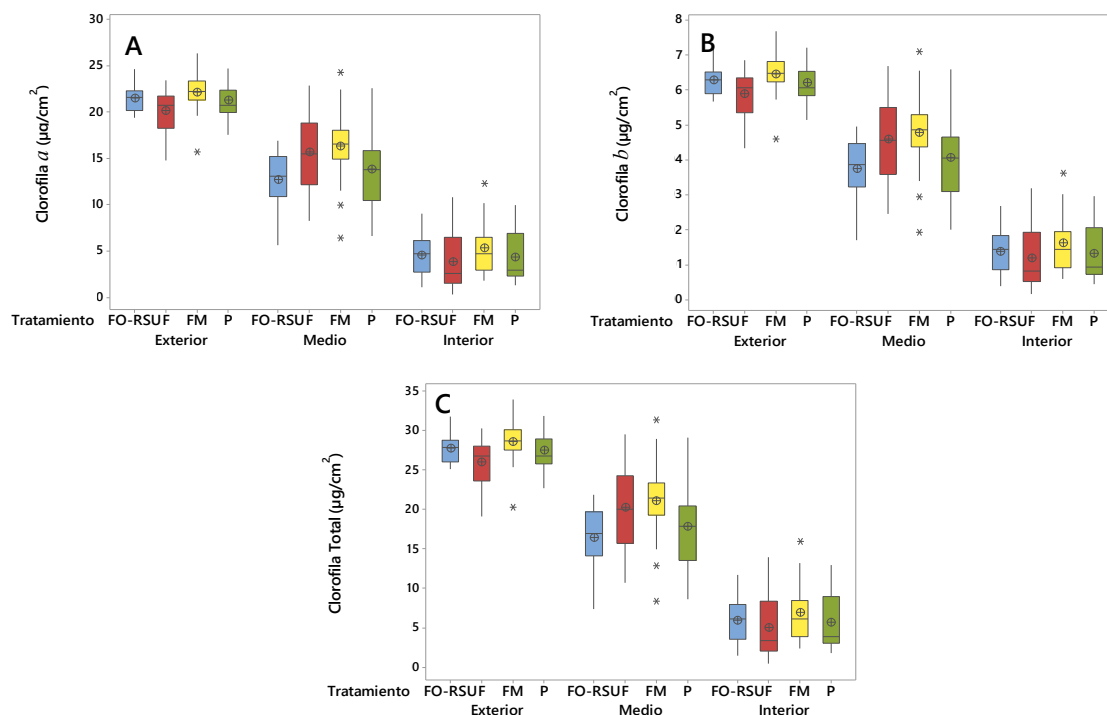 A
Clorofila a (µg/cm²)
30
25
20
15
10
5
0
Tratamiento FO-RSUF FM P FO-RSUF FM P FO-RSUF FM P
Exterior Medio Interior
B
Clorofila b (µg/cm²)
8
7
6
5
4
3
2
1
0
Tratamiento FO-RSUF FM P FO-RSUF FM P FO-RSUF FM P
Exterior Medio Interior
C
Clorofila Total (µg/cm²)
35
30
25
20
15
10
5
0
Tratamiento FO-RSUF FM P FO-RSUF FM P FO-RSUF FM P
Exterior Medio Interior